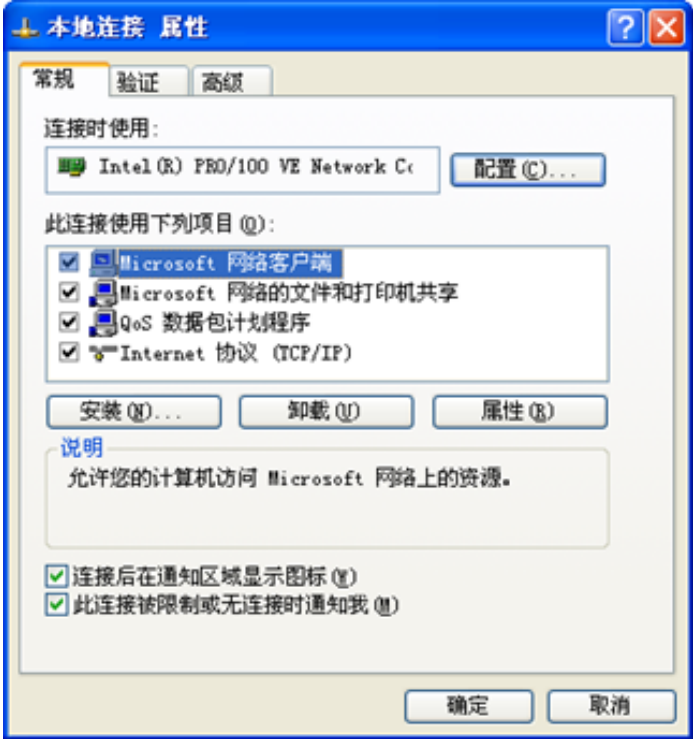 本地连接 属性
常规 验证 高级
连接时使用:
Intel(R) PRO/100 VE Network Co 配置(C)...
此连接使用下列项目(O):
Microsoft 网络客户端
Microsoft 网络的文件和打印机共享
QoS 数据包计划程序
Internet 协议 (TCP/IP)
安装(N)... 卸载(U) 属性(R)
说明
允许您的计算机访问 Microsoft 网络上的资源。
连接后在通知区域显示图标(W)
此连接被限制或无连接时通知我(M)
确定 取消